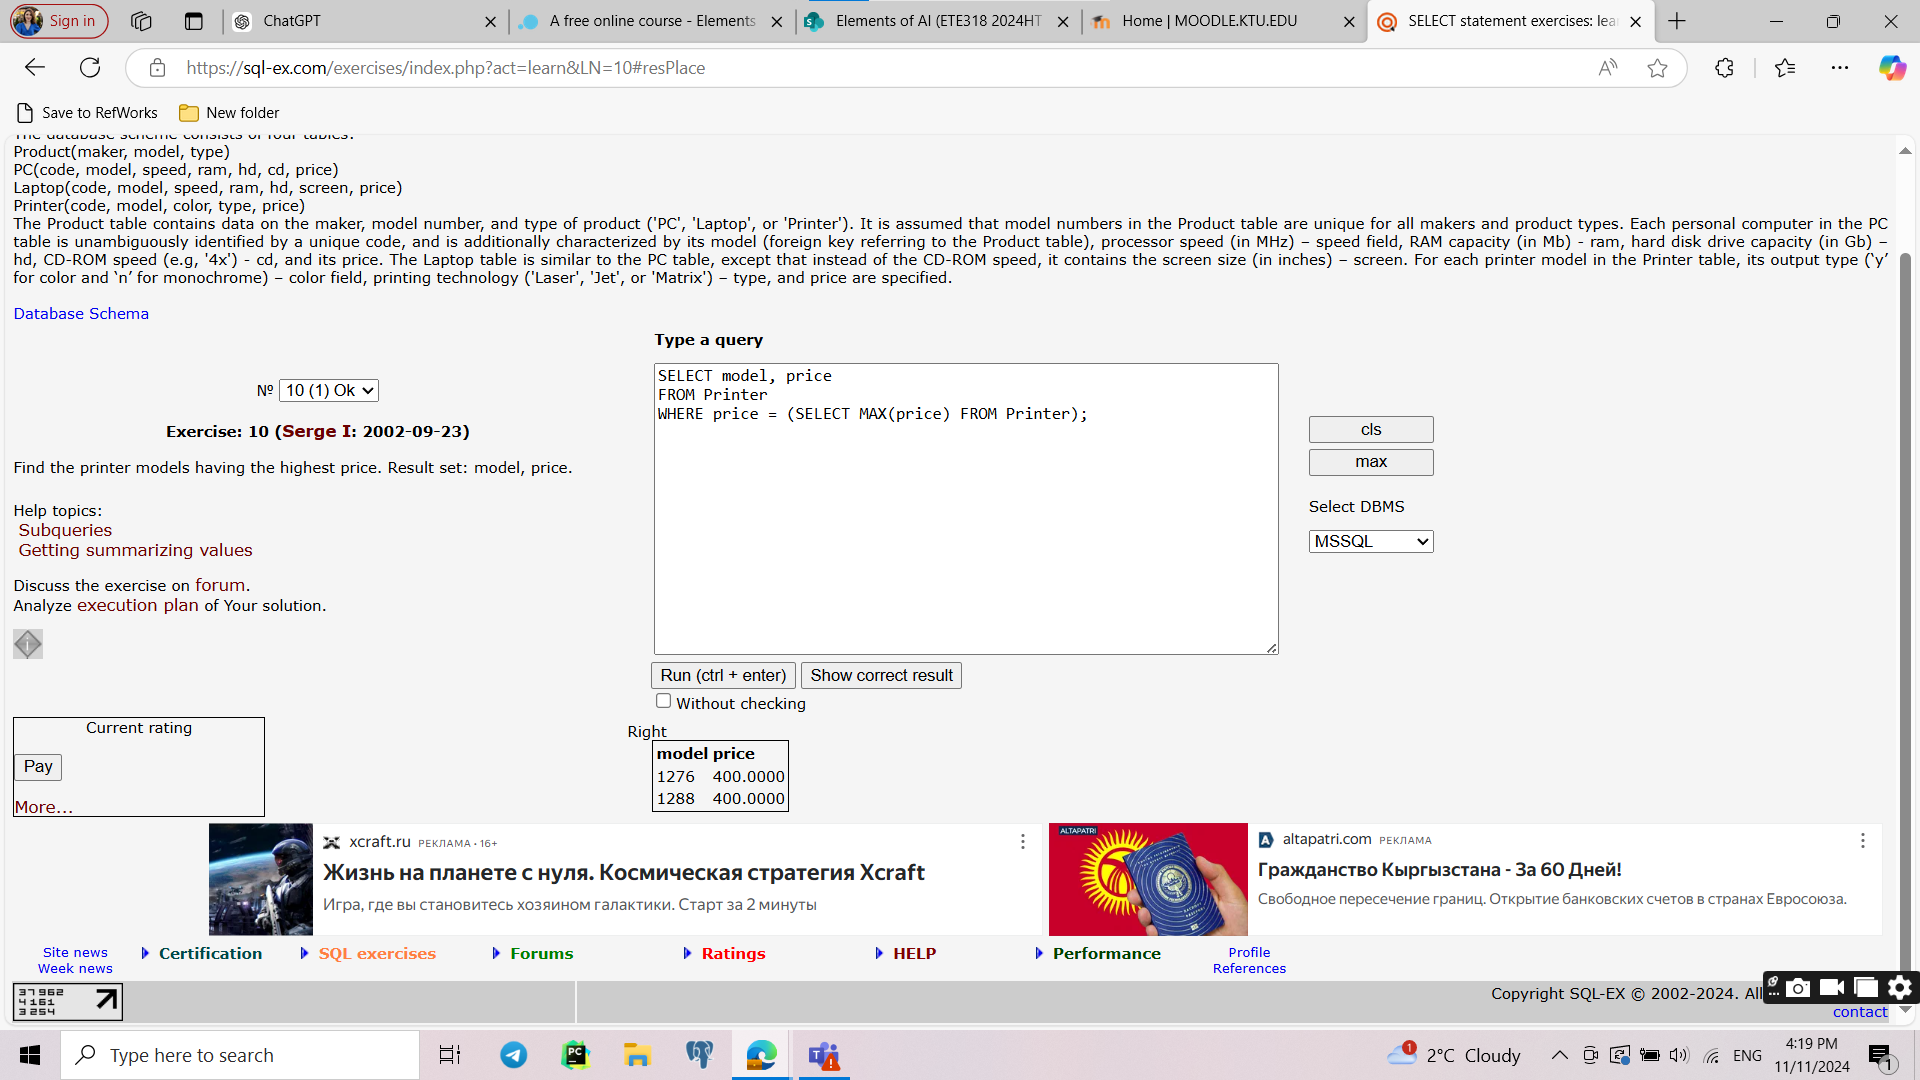 Sign in
ChatGPT
A free online course - Elements
Elements of AI (ETE318 2024HT
Home | MOODLE.KTU.EDU
SELECT statement exercises: lea
https://sql-ex.com/exercises/index.php?act=learn&LN=10#resPlace
Save to RefWorks
New folder
The database scheme consists of four tables:
Product(maker, model, type)
PC(code, model, speed, ram, hd, cd, price)
Laptop(code, model, speed, ram, hd, screen, price)
Printer(code, model, color, type, price)
The Product table contains data on the maker, model number, and type of product ('PC', 'Laptop', or 'Printer'). It is assumed that model numbers in the Product table are unique for all makers and product types. Each personal computer in the PC
table is unambiguously identified by a unique code, and is additionally characterized by its model (foreign key referring to the Product table), processor speed (in MHz) – speed field, RAM capacity (in Mb) - ram, hard disk drive capacity (in Gb) –
hd, CD-ROM speed (e.g, '4x') - cd, and its price. The Laptop table is similar to the PC table, except that instead of the CD-ROM speed, it contains the screen size (in inches) – screen. For each printer model in the Printer table, its output type (‘y’
for color and ‘n’ for monochrome) – color field, printing technology ('Laser', 'Jet', or 'Matrix') – type, and price are specified.
Database Schema
Type a query
SELECT model, price
FROM Printer
WHERE price = (SELECT MAX(price) FROM Printer);
№ 10 (1) Ok
Exercise: 10 (Serge I: 2002-09-23)
Find the printer models having the highest price. Result set: model, price.
Help topics:
Subqueries
Getting summarizing values
Discuss the exercise on forum.
Analyze execution plan of Your solution.
cls
max
Select DBMS
MSSQL
Run (ctrl + enter)
Show correct result
Without checking
Current rating
Pay
More...
Right
model price
1276 400.0000
1288 400.0000
xcraft.ru РЕКЛАМА • 16+
Жизнь на планете с нуля. Космическая стратегия Xcraft
Игра, где вы становитесь хозяином галактики. Старт за 2 минуты
ALTAPATRI
altapatri.com РЕКЛАМА
Гражданство Кыргызстана - За 60 Дней!
Свободное пересечение границ. Открытие банковских счетов в странах Евросоюза.
Site news
Week news
Certification
SQL exercises
Forums
Ratings
HELP
Performance
Profile
References
37 962
4 161
3 254
Copyright SQL-EX © 2002-2024. All
contact
Type here to search
PC
1
2°C Cloudy
ENG
4:19 PM
11/11/2024
1